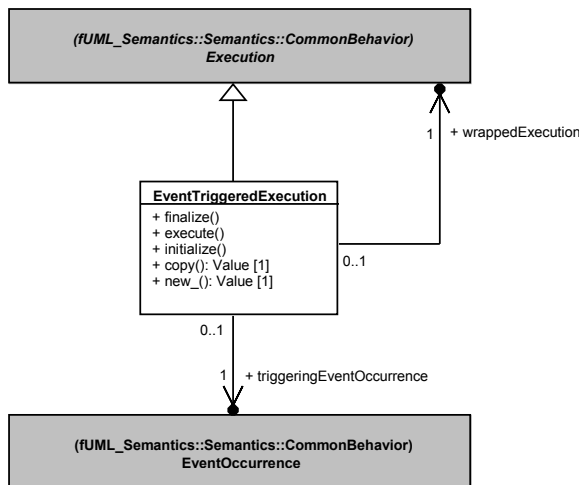 (fUML_Semantics::Semantics::CommonBehavior)
Execution
1
+ wrappedExecution
EventTriggeredExecution
+ finalize()
+ execute()
+ initialize()
+ copy(): Value [1]
+ new_(): Value [1]
0..1
0..1
1
+ triggeringEventOccurrence
(fUML_Semantics::Semantics::CommonBehavior)
EventOccurrence